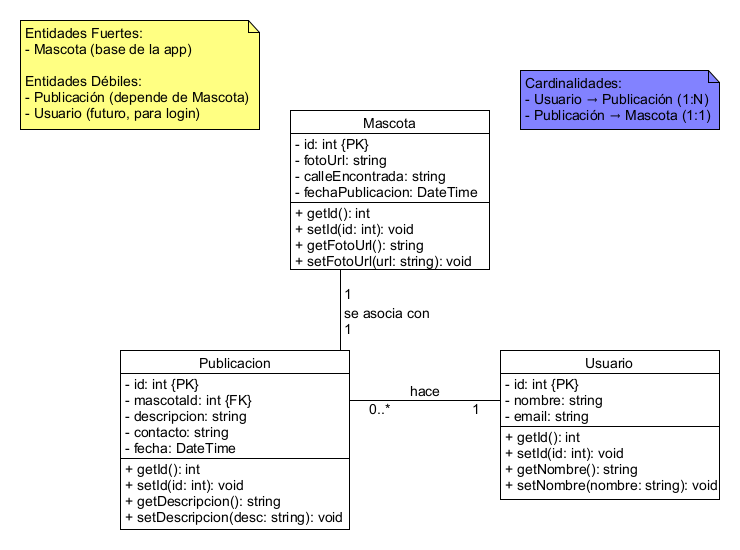 Entidades Fuertes:
- Mascota (base de la app)
Entidades Débiles:
- Publicación (depende de Mascota)
- Usuario (futuro, para login)
Cardinalidades:
- Usuario → Publicación (1:N)
- Publicación → Mascota (1:1)
Mascota
- id: int {PK}
- fotoUrl: string
- calleEncontrada: string
- fechaPublicacion: DateTime
+ getId(): int
+ setId(id: int): void
+ getFotoUrl(): string
+ setFotoUrl(url: string): void
1
se asocia con
1
Publicacion
- id: int {PK}
- mascotaId: int {FK}
- descripcion: string
- contacto: string
- fecha: DateTime
+ getId(): int
+ setId(id: int): void
+ getDescripcion(): string
+ setDescripcion(desc: string): void
hace
0..* 1
Usuario
- id: int {PK}
- nombre: string
- email: string
+ getId(): int
+ setId(id: int): void
+ getNombre(): string
+ setNombre(nombre: string): void